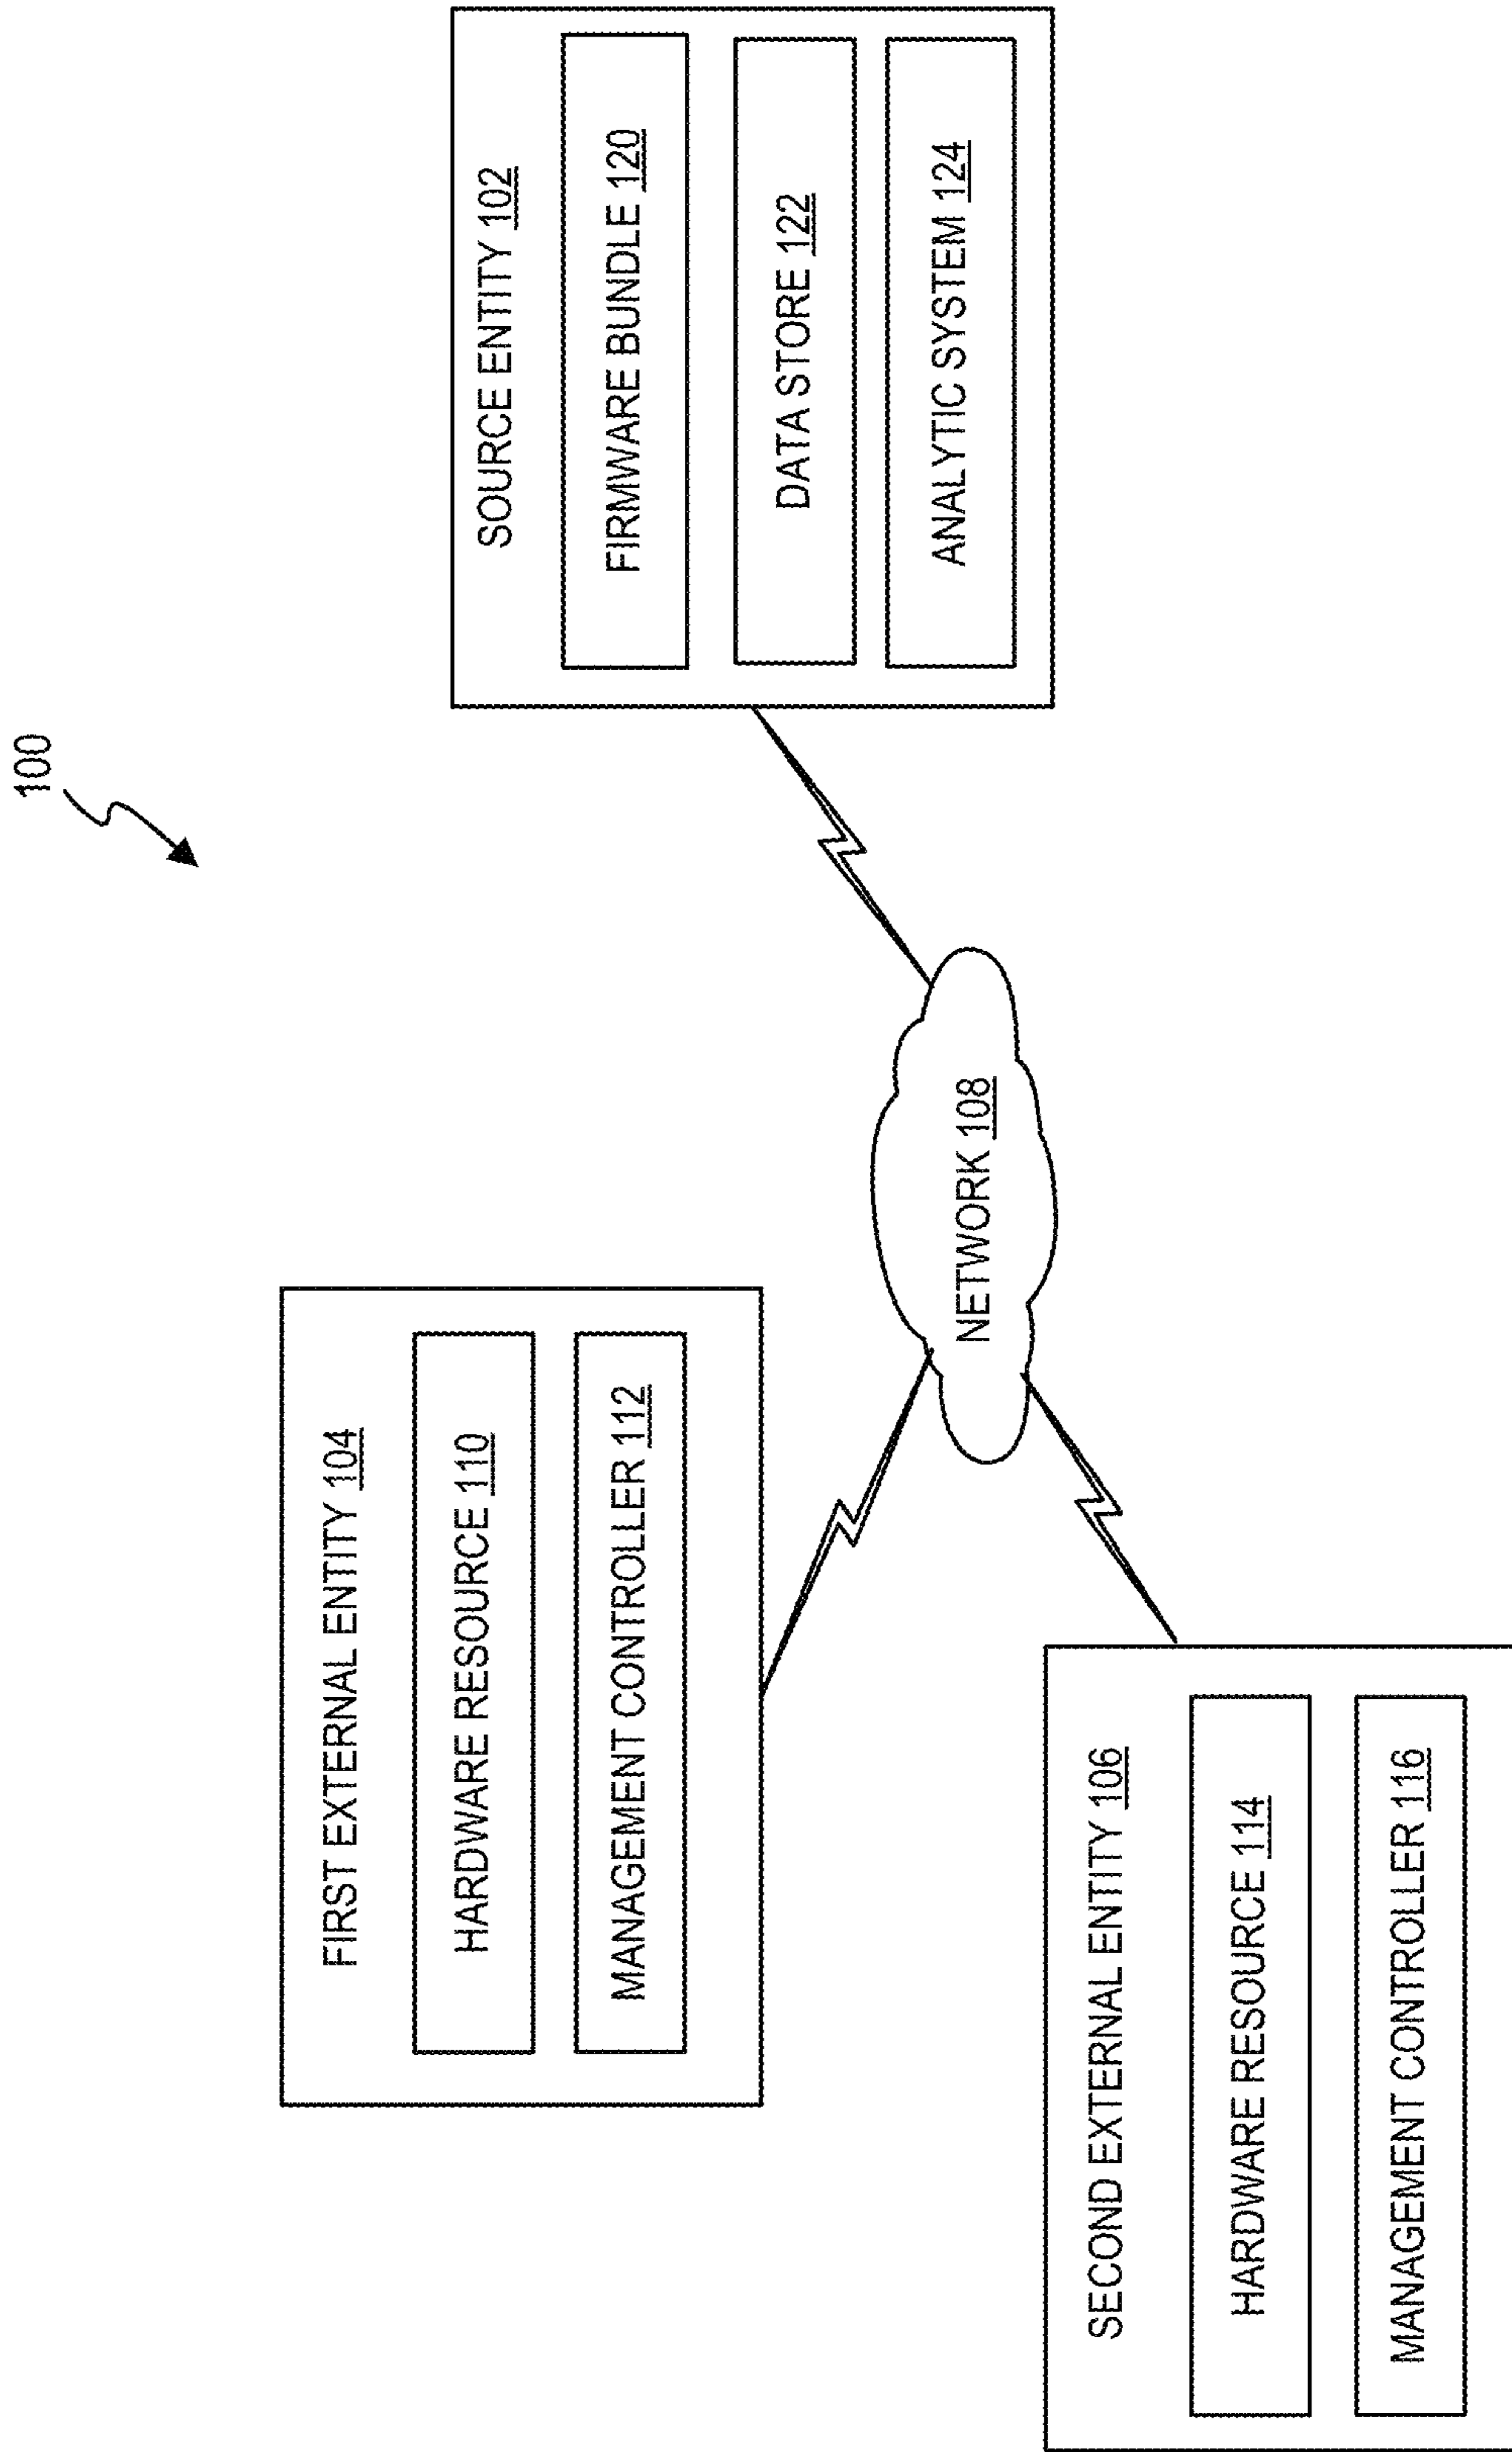 100
FIRST EXTERNAL ENTITY 104
HARDWARE RESOURCE 110
MANAGEMENT CONTROLLER 112
SOURCE ENTITY 102
FIRMWARE BUNDLE 120
DATA STORE 122
ANALYTIC SYSTEM 124
NETWORK 108
SECOND EXTERNAL ENTITY 106
HARDWARE RESOURCE 114
MANAGEMENT CONTROLLER 116